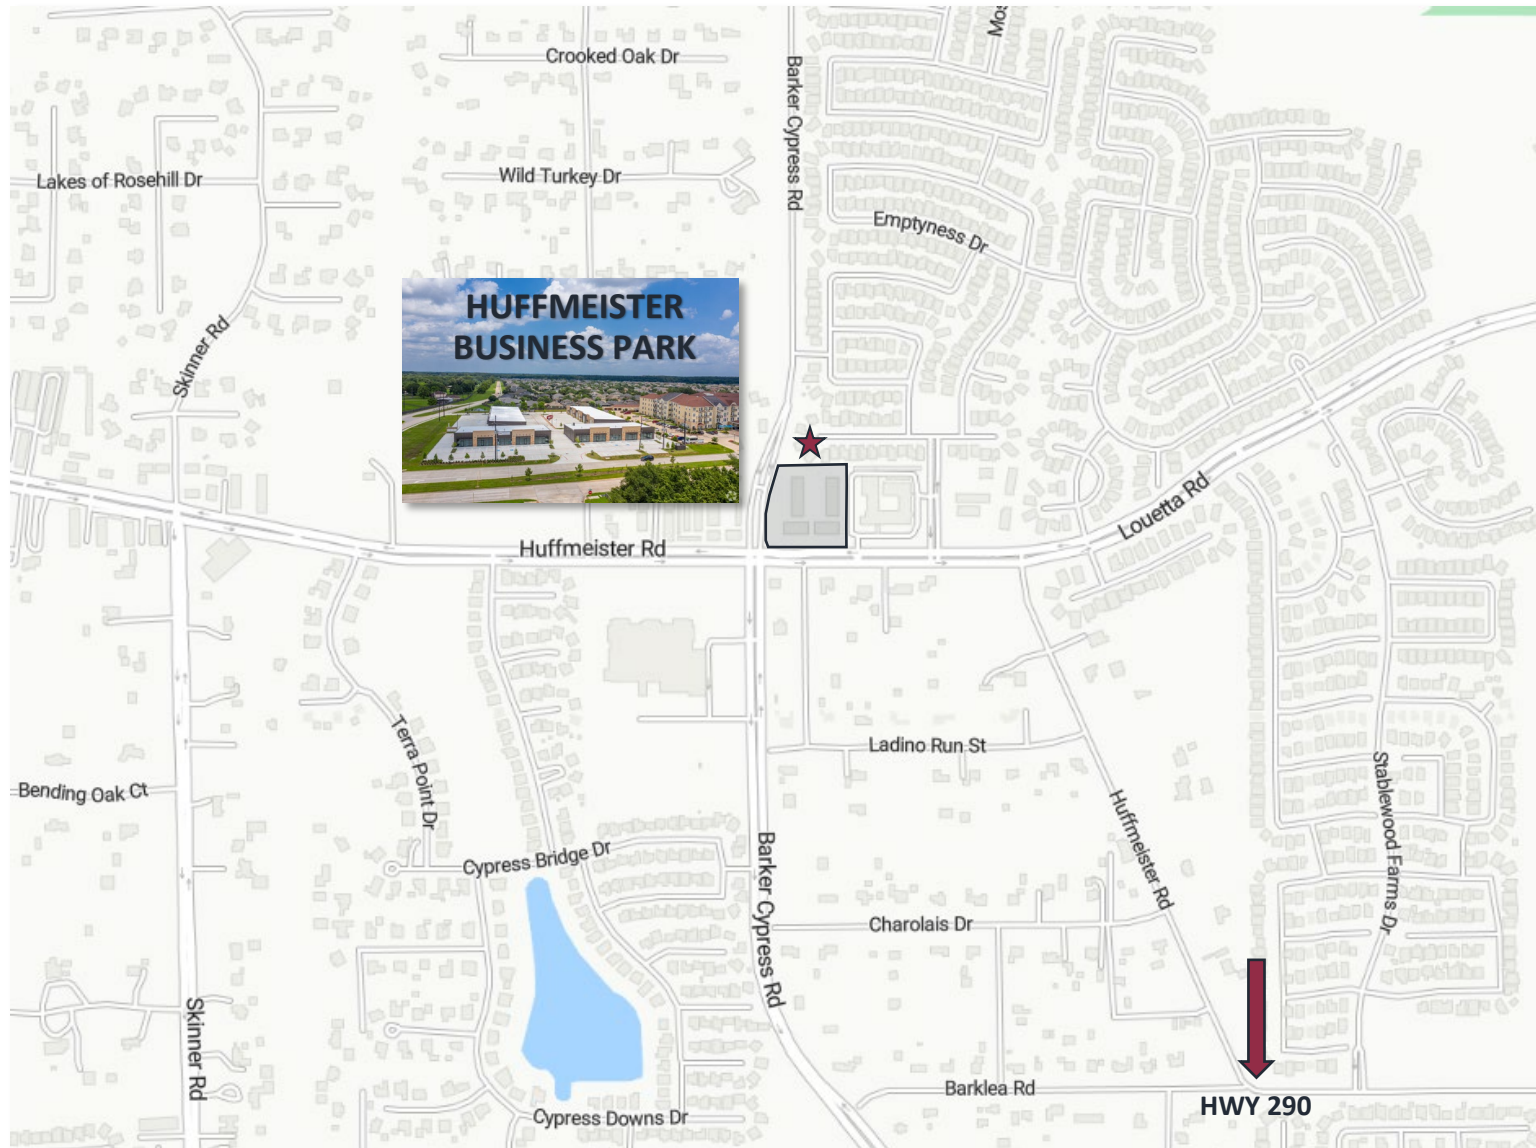 Crooked Oak Dr
Mos
Barker Cypress Rd
Lakes of Rosehill Dr
Wild Turkey Dr
Emptyness Dr
HUFFMEISTER
BUSINESS PARK
Skinner Rd
Louetta Rd
Huffmeister Rd
Terra Point Dr
Ladino Run St
Bending Oak Ct
Stablewood Farms Dr
Huffmeister Rd
Cypress Bridge Dr
Barker Cypress Rd
Charolais Dr
Skinner Rd
Barklea Rd
HWY 290
Cypress Downs Dr